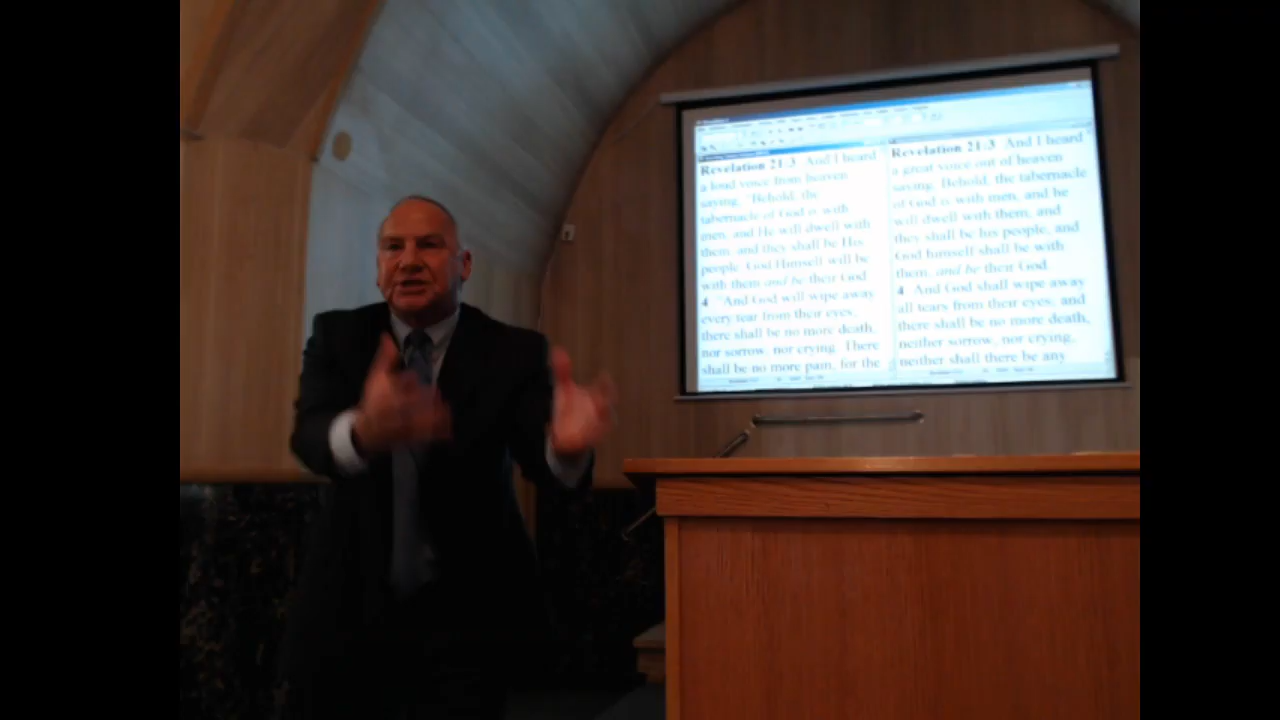 Revelation 21:3 And I heard
a loud voice from heaven
saying, "Behold, the
tabernacle of God is with
men, and He will dwell with
them, and they shall be His
people. God Himself will be
with them and be their God.
4 "And God will wipe away
every tear from their eyes;
there shall be no more death,
nor sorrow, nor crying. There
shall be no more pain, for the
Revelation 21:3 And I heard
a great voice out of heaven
saying, Behold, the tabernacle
of God is with men, and he
will dwell with them, and
they shall be his people, and
God himself shall be with
them, and be their God.
4 And God shall wipe away
all tears from their eyes; and
there shall be no more death,
neither sorrow, nor crying,
neither shall there be any